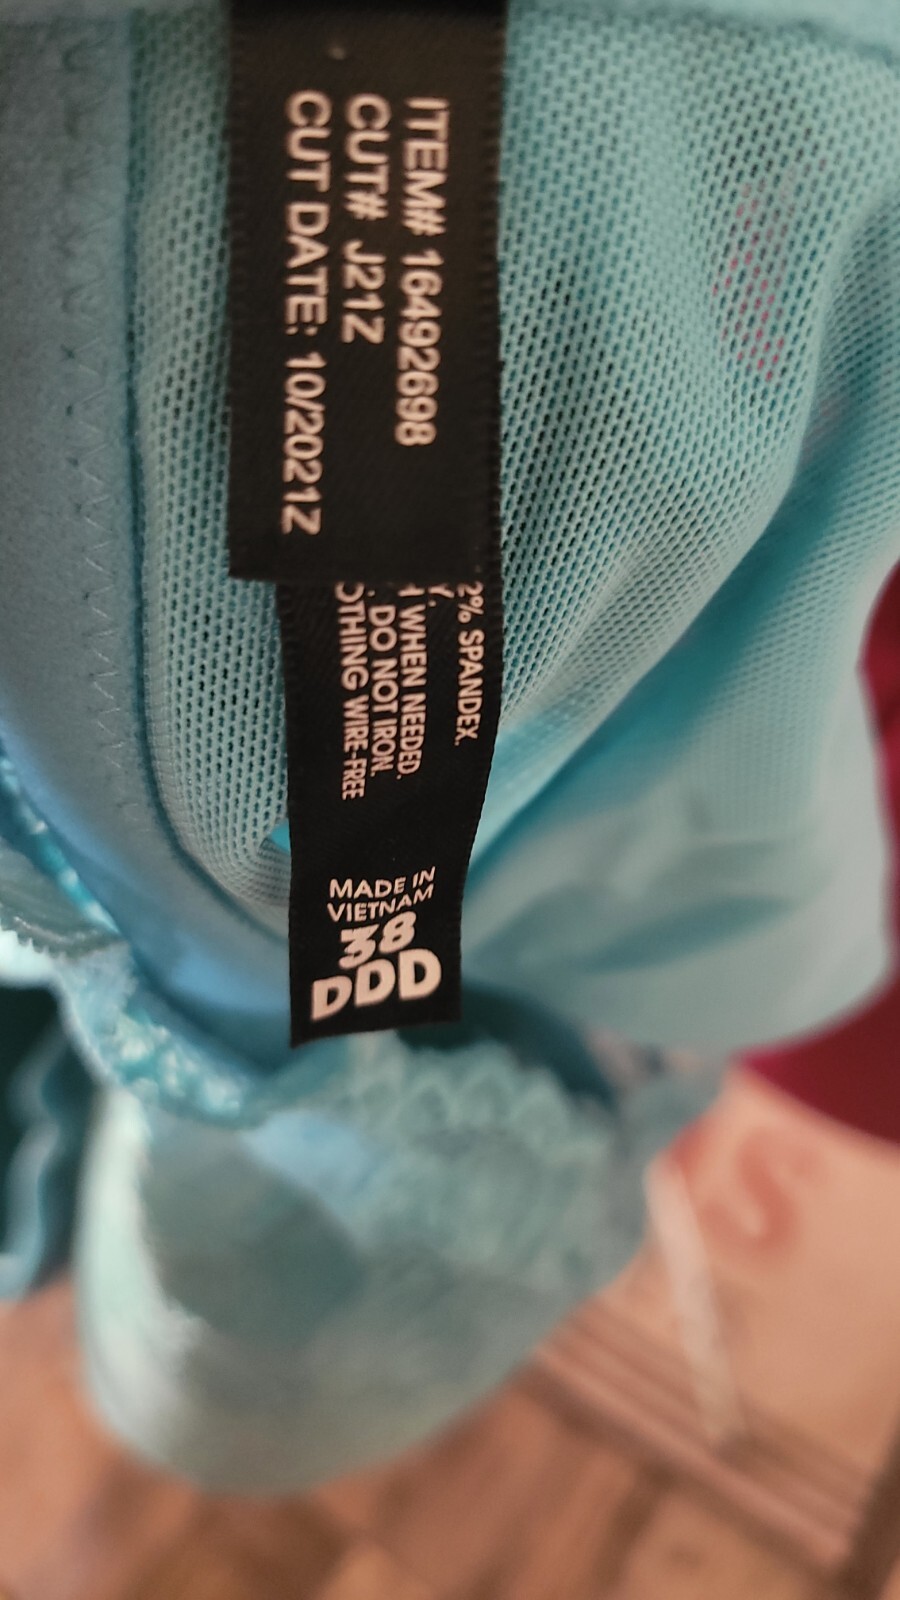 ITEM# 16492698
CUT# J21Z
CUT DATE: 10/2021Z
2% SPANDEX.
WHEN NEEDED.
DO NOT IRON.
OTHING WIRE-FREE
MADE IN
VIETNAM
38
DDD